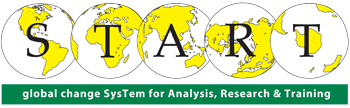 START
global change SysTem for Analysis, Research & Training